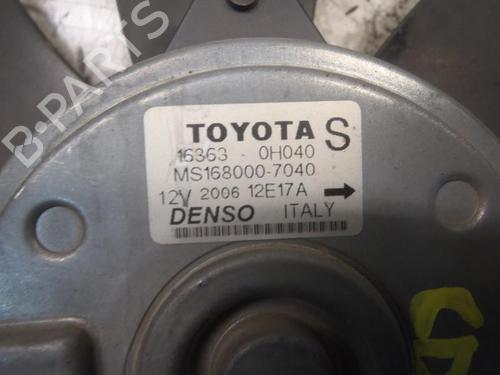 TOYOTA S
16363 - 0H040
MS168000-7040
12V 2006 12E17A
DENSO ITALY
B-PARTS